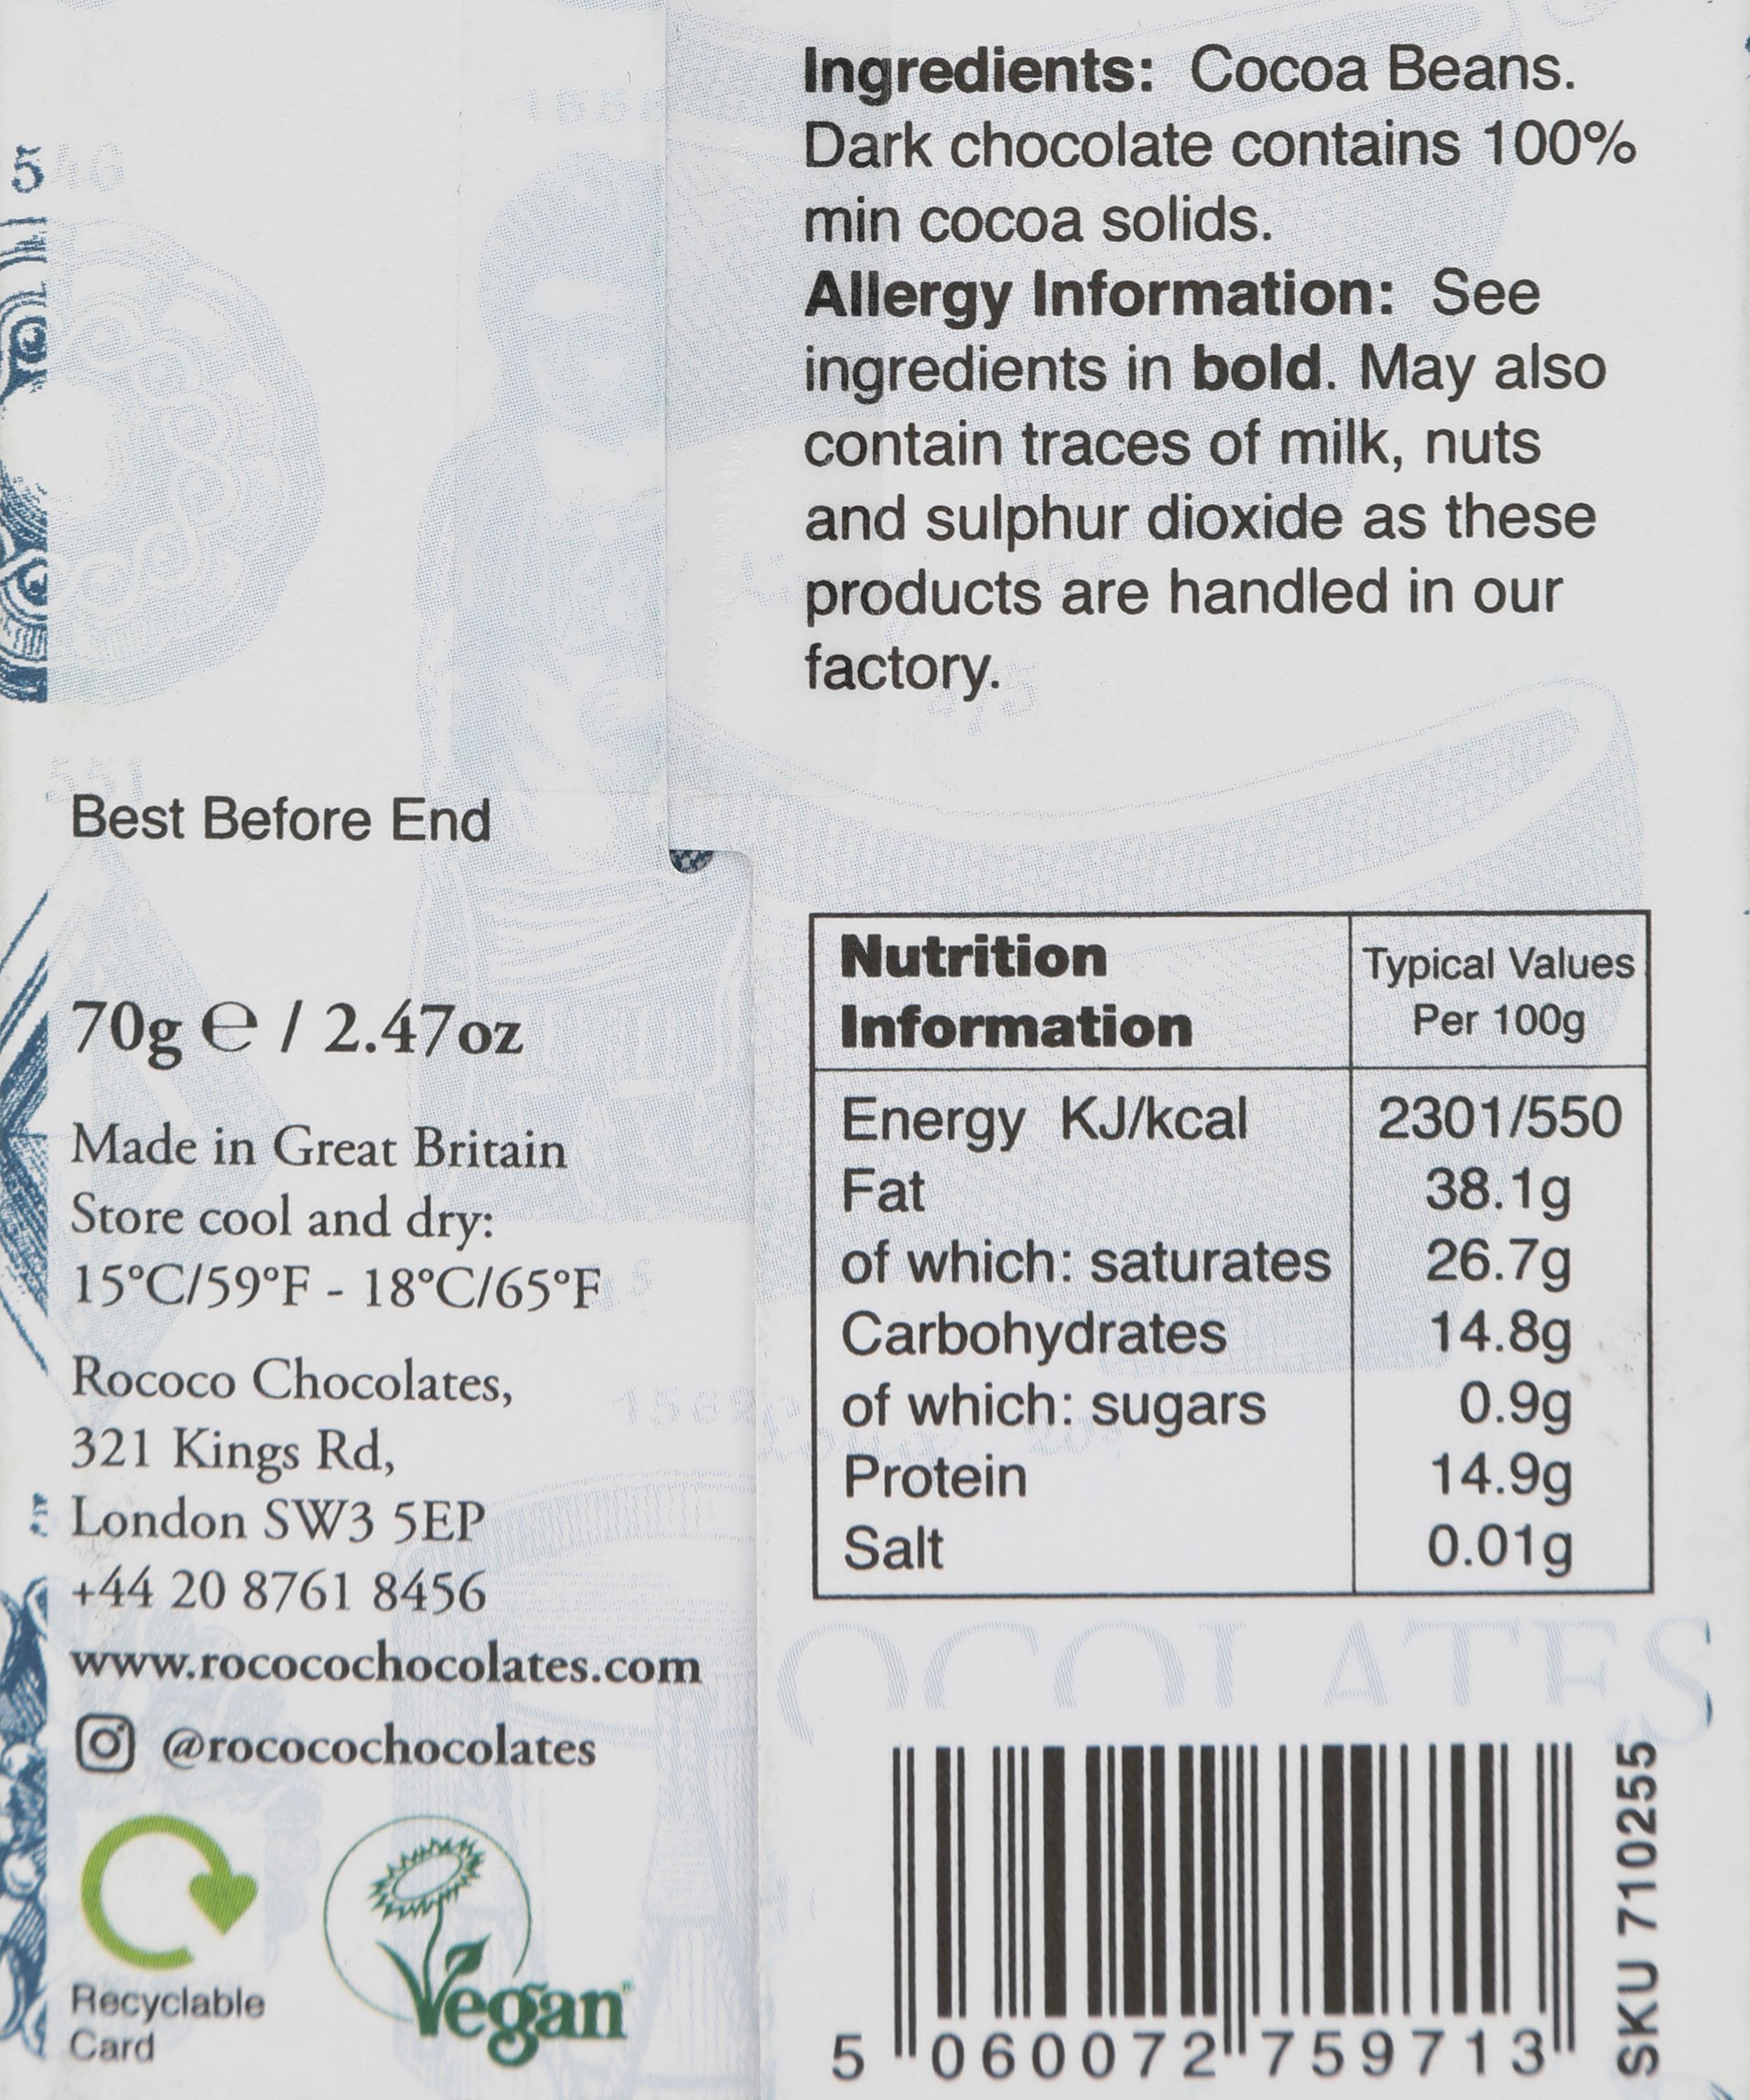 Ingredients: Cocoa Beans.
Dark chocolate contains 100%
min cocoa solids.
Allergy Information: See
ingredients in bold. May also
contain traces of milk, nuts
and sulphur dioxide as these
products are handled in our
factory.
Best Before End
70g ℮ / 2.47oz
Made in Great Britain
Store cool and dry:
15°C/59°F - 18°C/65°F
Rococo Chocolates,
321 Kings Rd,
London SW3 5EP
+44 20 8761 8456
www.rococochocolates.com
@rococochocolates
Recyclable
Card
Vegan
Nutrition Information Typical Values Per 100g
Energy KJ/kcal 2301/550
Fat 38.1g
of which: saturates 26.7g
Carbohydrates 14.8g
of which: sugars 0.9g
Protein 14.9g
Salt 0.01g
OCOLATES
5 060072 759713
SKU 710255